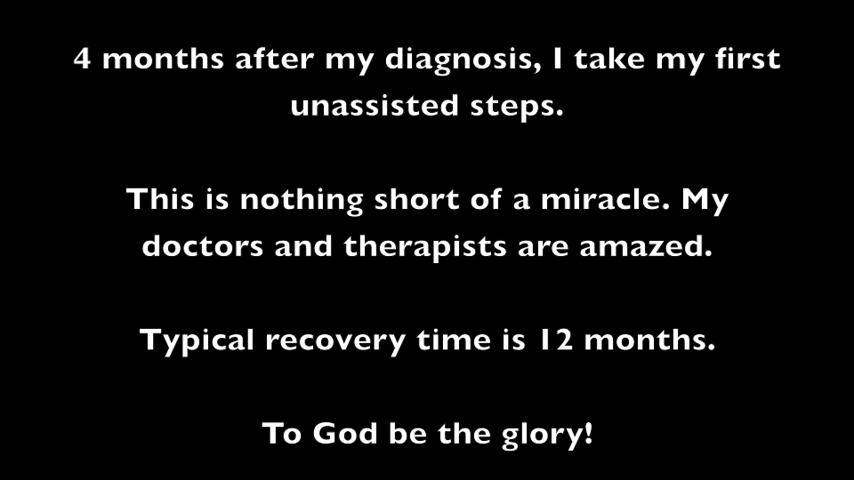 4 months after my diagnosis, I take my first
unassisted steps.
This is nothing short of a miracle. My
doctors and therapists are amazed.
Typical recovery time is 12 months.
To God be the glory!